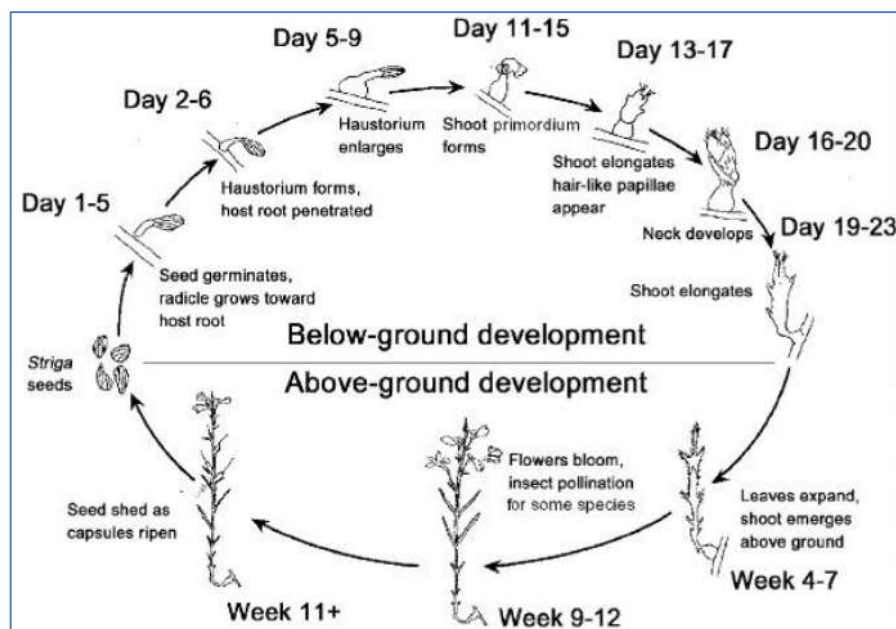 Day 1-5
Seed germinates,
radicle grows toward
host root
Day 2-6
Haustorium forms,
host root penetrated
Day 5-9
Haustorium
enlarges
Day 11-15
Shoot primordium
forms
Day 13-17
Shoot elongates
hair-like papillae
appear
Day 16-20
Neck develops
Day 19-23
Shoot elongates
Below-ground development
Above-ground development
Striga
seeds
Leaves expand,
shoot emerges
above ground
Week 4-7
Flowers bloom,
insect pollination
for some species
Week 9-12
Seed shed as
capsules ripen
Week 11+